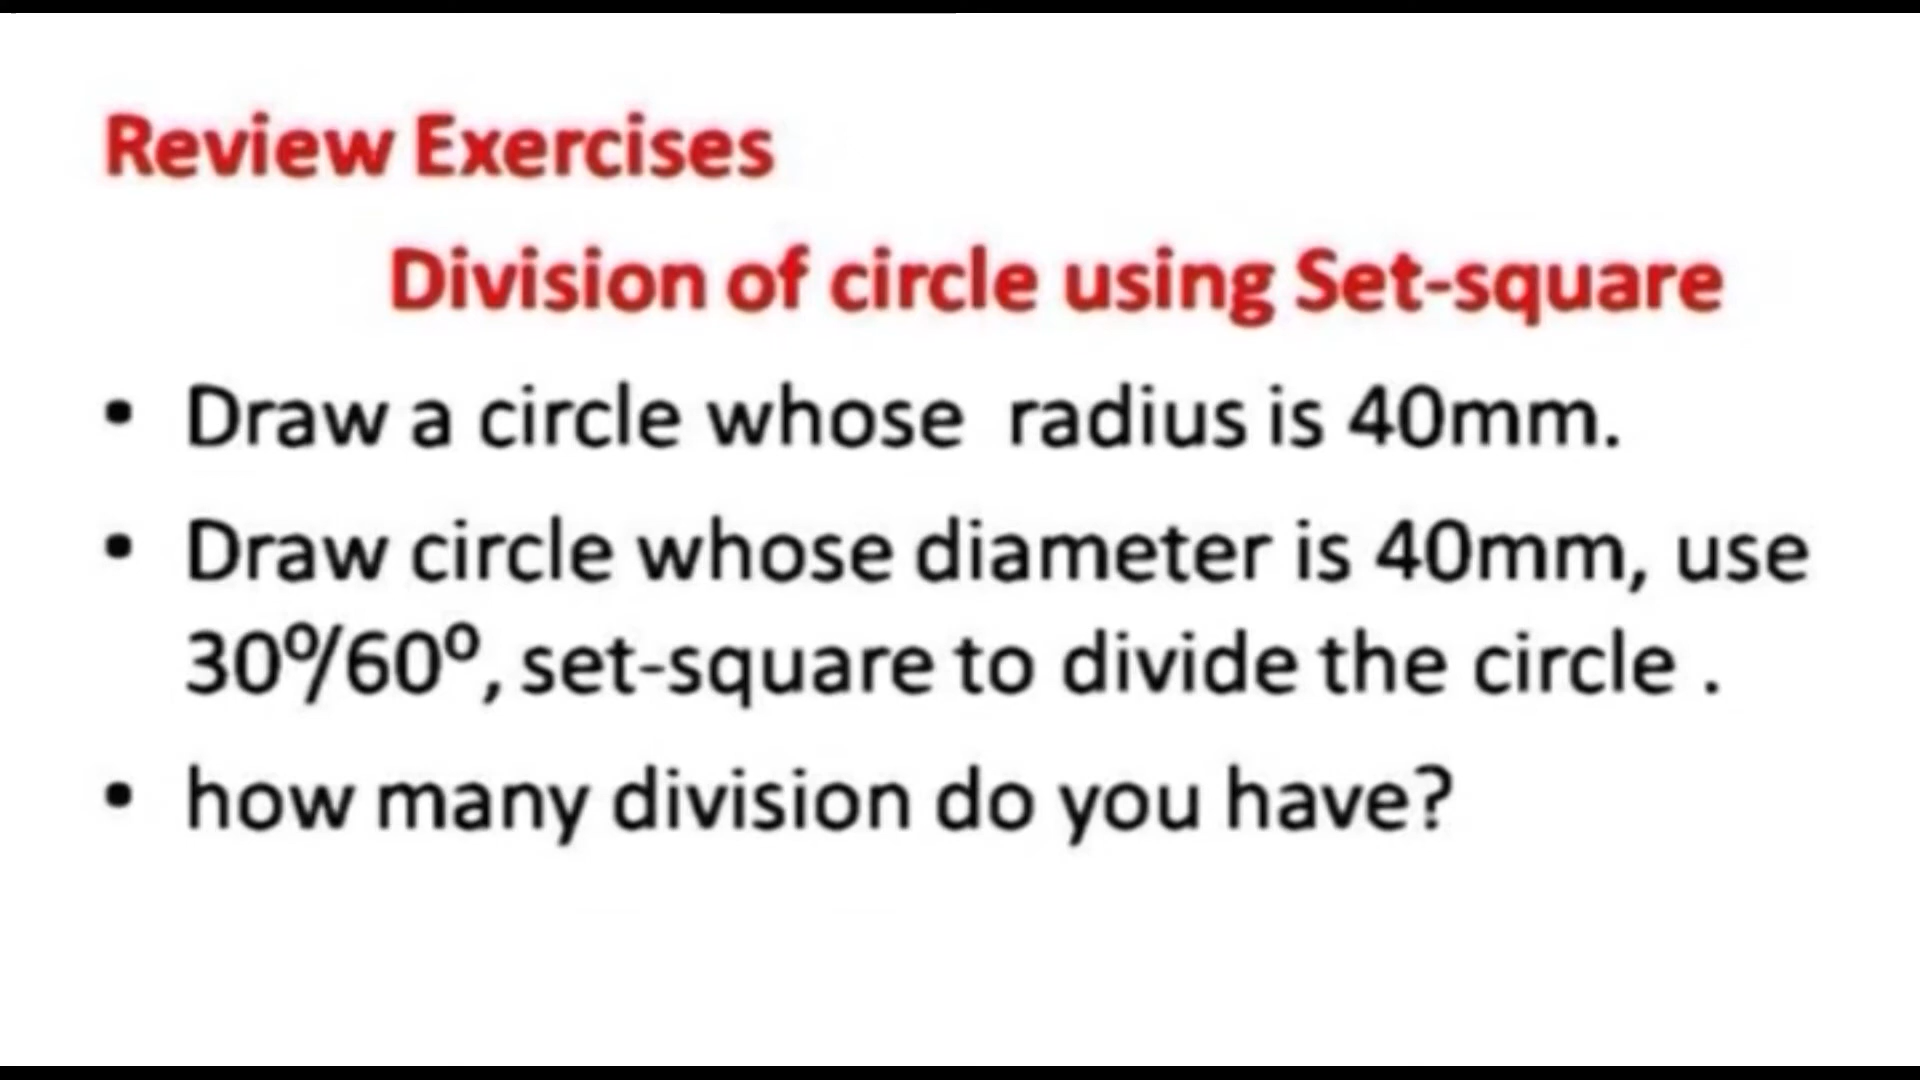 Review Exercises
Division of circle using Set-square
• Draw a circle whose radius is 40mm.
• Draw circle whose diameter is 40mm, use
30º/60º, set-square to divide the circle .
• how many division do you have?